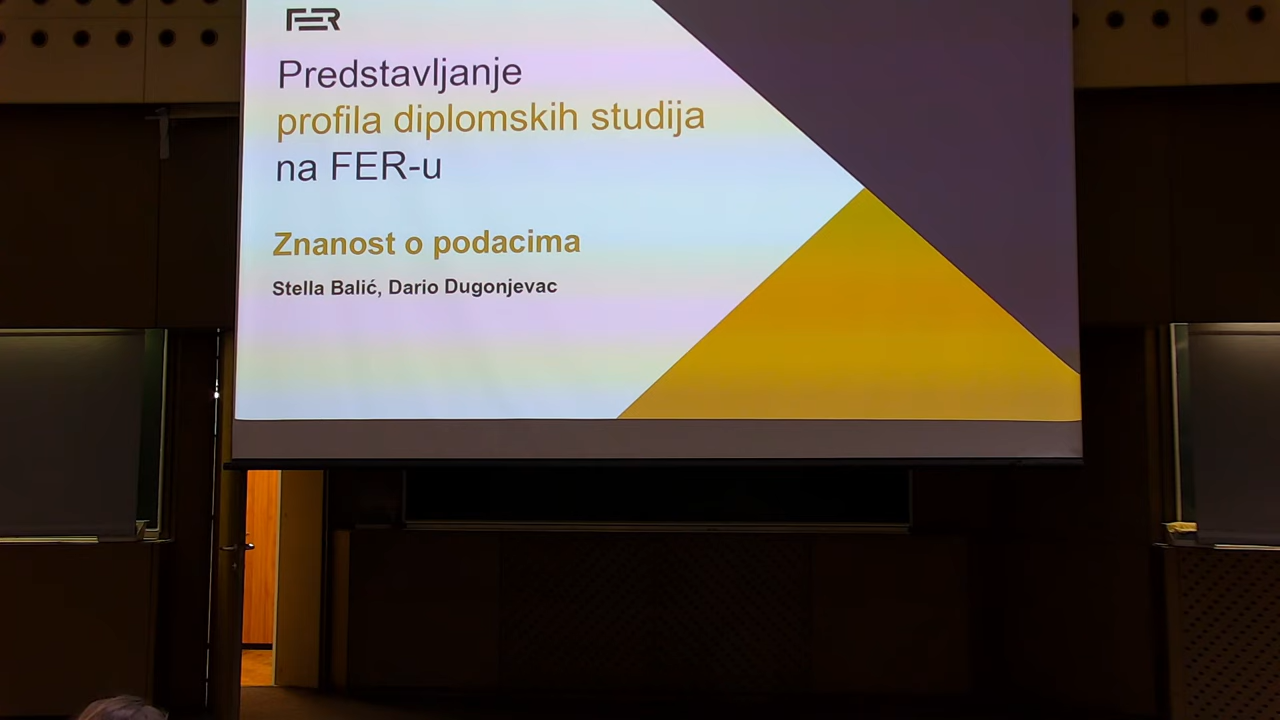 FER
Predstavljanje
profila diplomskih studija
na FER-u
Znanost o podacima
Stella Balić, Dario Dugonjevac